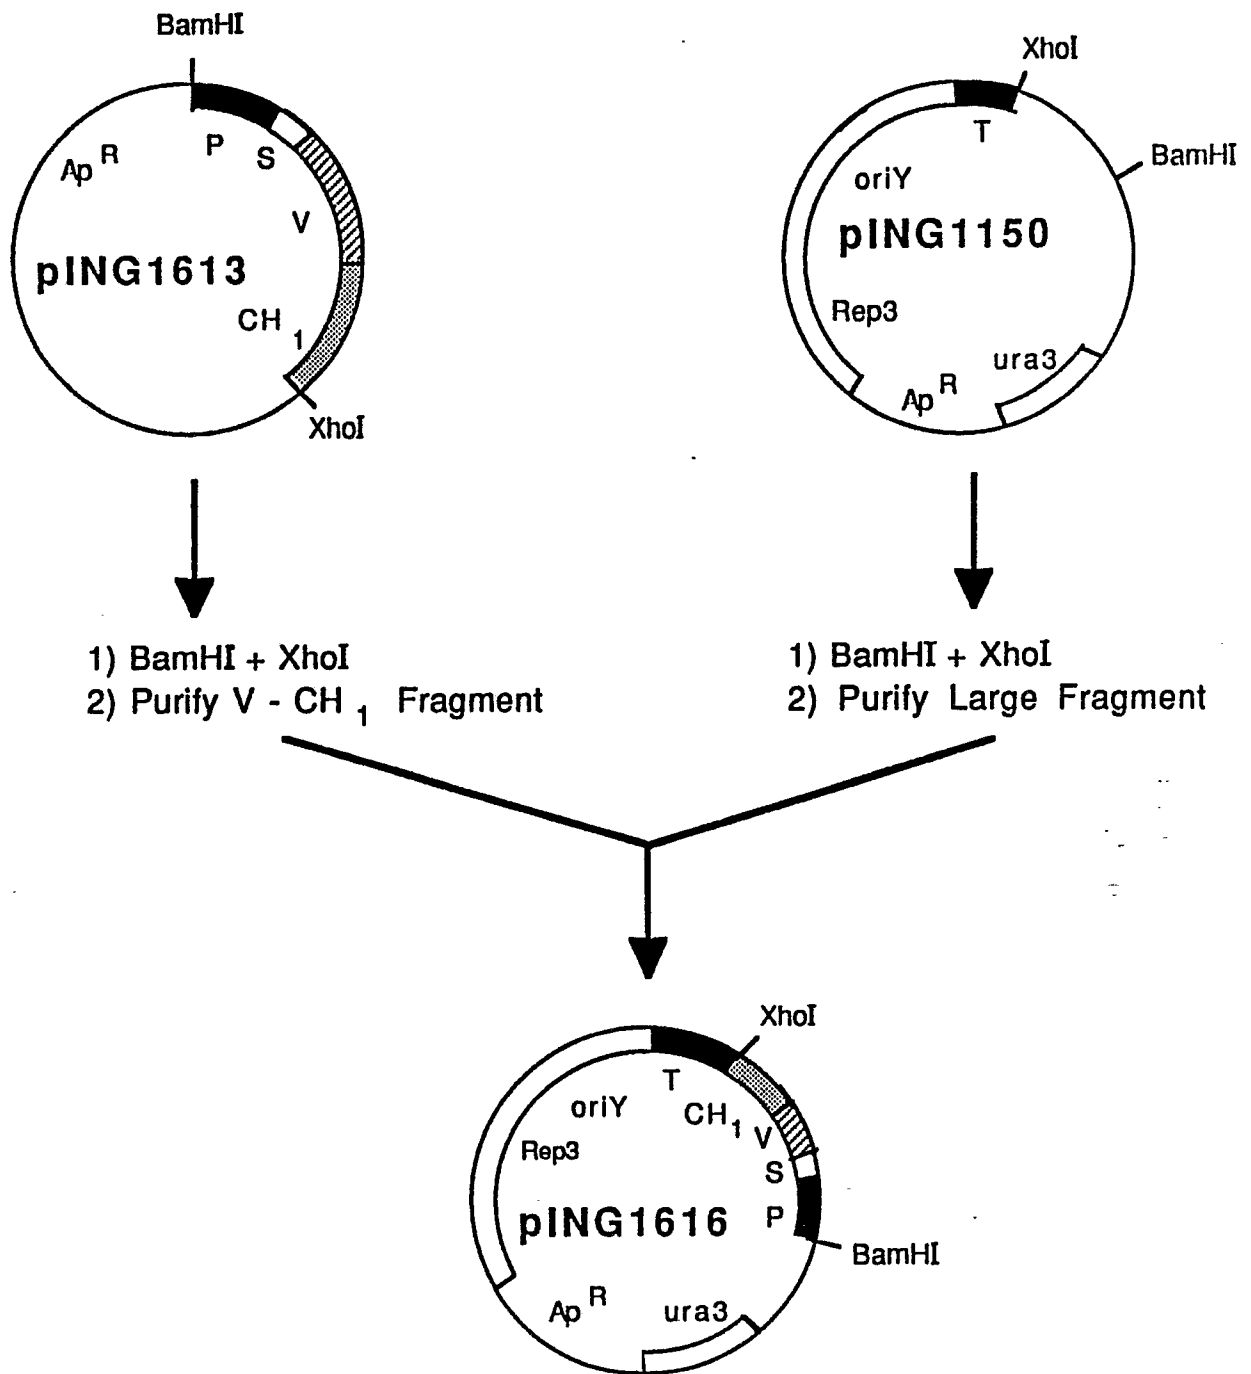 BamHI
P
S
Ap R
V
pING1613
CH 1
XhoI
XhoI
T
BamHI
oriY
pING1150
Rep3
ura3
Ap R
1) BamHI + XhoI
2) Purify V - CH 1 Fragment
1) BamHI + XhoI
2) Purify Large Fragment
XhoI
T
CH 1
oriY
V
Rep3
S
P
pING1616
BamHI
Ap R
ura3